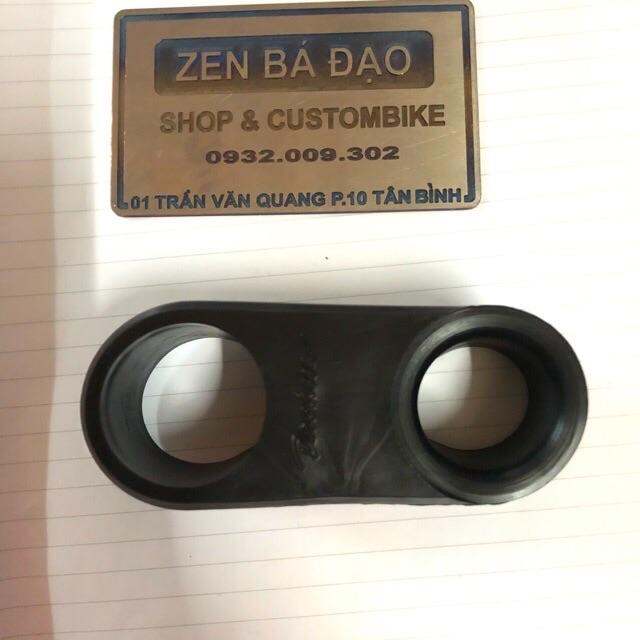 ZEN BÁ ĐẠO
SHOP & CUSTOMBIKE
0932.009.302
01 TRẦN VĂN QUANG P.10 TÂN BÌNH